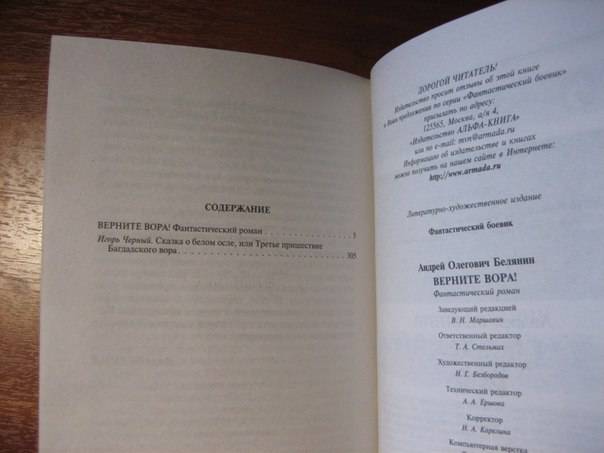 СОДЕРЖАНИЕ
ВЕРНИТЕ ВОРА! Фантастический роман . . . . . . . . . . . . . . . . 5
Игорь Черный. Сказка о белом осле, или Третье пришествие
Багдадского вора . . . . . . . . . . . . . . . . . . . . . . . . . . . 305
ДОРОГОЙ ЧИТАТЕЛЬ!
Издательство просит отзывы об этой книге
и Ваши предложения по серии «Фантастический боевик»
присылать по адресу:
125565, Москва, а/я 4,
«Издательство АЛЬФА-КНИГА»
или по e-mail: mvn@armada.ru
Информацию об издательстве и книгах
можно получить на нашем сайте в Интернете:
http://www.armada.ru
Литературно-художественное издание
Фантастический боевик
Андрей Олегович Белянин
ВЕРНИТЕ ВОРА!
Фантастический роман
Заведующий редакцией
В. Н. Маршавин
Ответственный редактор
Т. А. Стельмах
Художественный редактор
Н. Г. Безбородов
Технический редактор
А. А. Ершова
Корректор
Н. А. Карелина
Компьютерная верстка